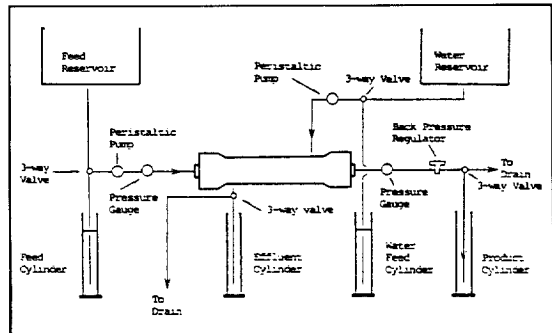 Feed
Reservoir
Water
Reservoir
Peristaltic
Pump
3-way Valve
Back Pressure
Regulator
Peristaltic
Pump
3-way
Valve
Pressure
Gauge
To
Drain
3-way Valve
Pressure
Gauge
3-way valve
Feed
Cylinder
Effluent
Cylinder
Water
Feed
Cylinder
Product
Cylinder
To
Drain